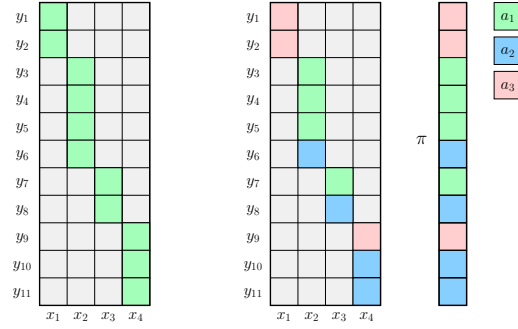 y₁ y₁ a₁
y₂ y₂ a₂
y₃ y₃ a₃
y₄ y₄
y₅ y₅
y₆ y₆ π
y₇ y₇
y₈ y₈
y₉ y₉
y₁₀ y₁₀
y₁₁ y₁₁
x₁ x₂ x₃ x₄ x₁ x₂ x₃ x₄